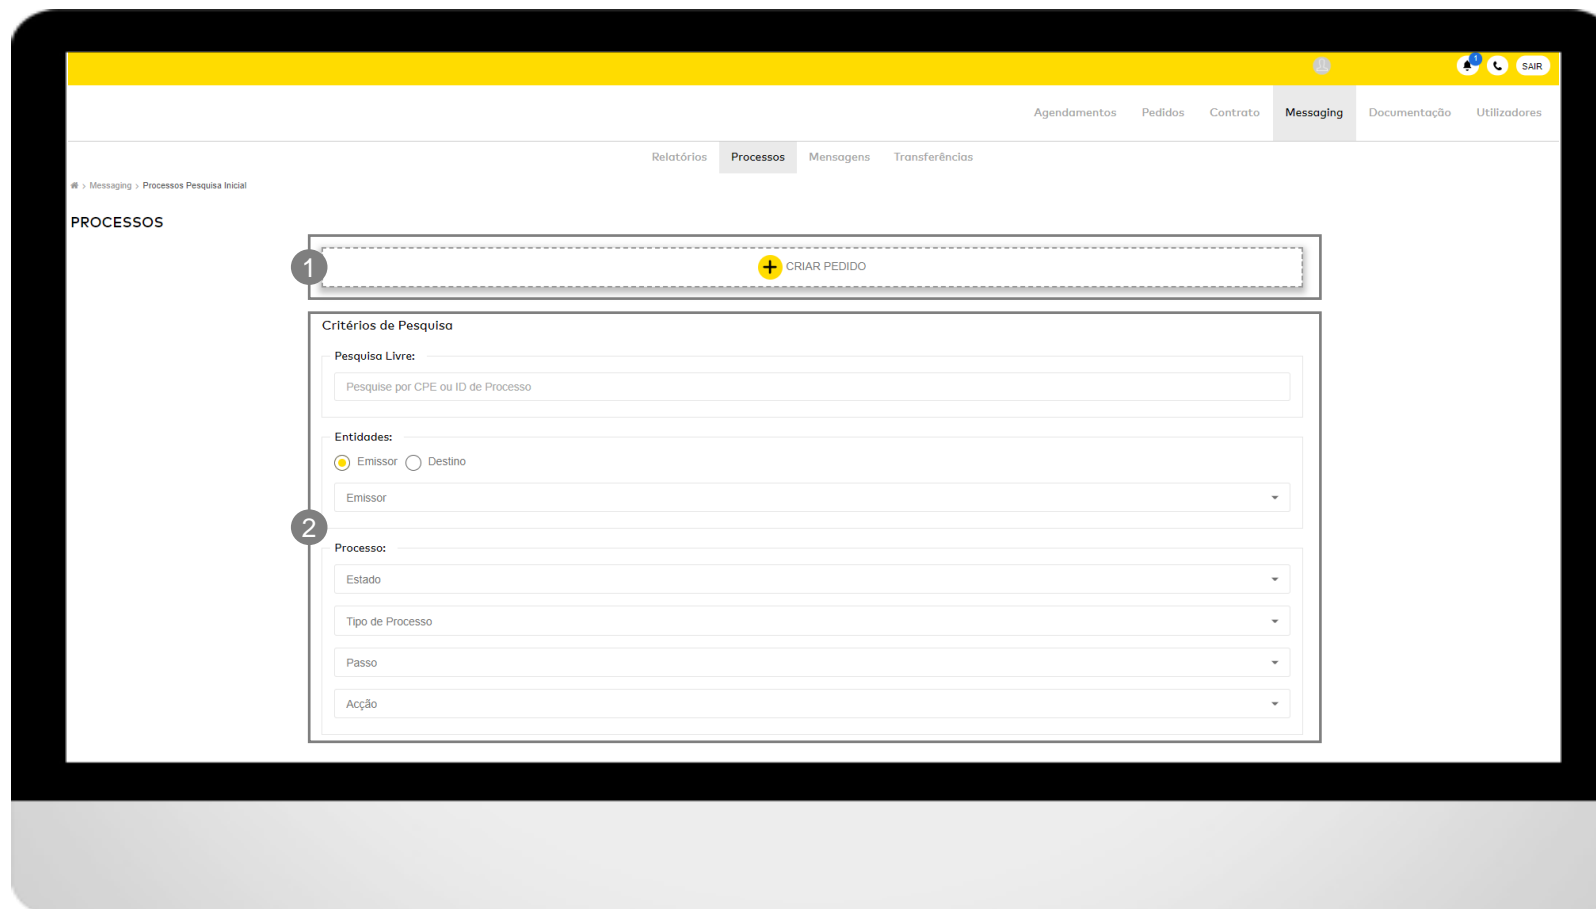 1
SAIR
Agendamentos Pedidos Contrato Messaging Documentação Utilizadores
Relatórios Processos Mensagens Transferências
> Messaging > Processos Pesquisa Inicial
PROCESSOS
1
+ CRIAR PEDIDO
Critérios de Pesquisa
Pesquisa Livre:
Pesquise por CPE ou ID de Processo
Entidades:
Emissor Destino
Emissor
2
Processo:
Estado
Tipo de Processo
Passo
Acção